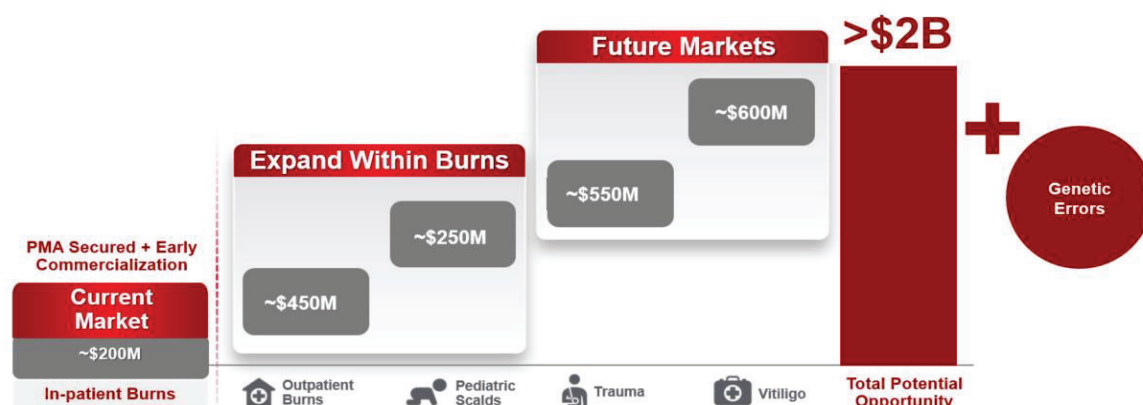 PMA Secured + Early
Commercialization
Current
Market
~$200M
In-patient Burns
Expand Within Burns
~$450M
~$250M
Outpatient
Burns
Pediatric
Scalds
Future Markets
~$550M
~$600M
Trauma
Vitiligo
>$2B
Total Potential
Opportunity
+
Genetic
Errors